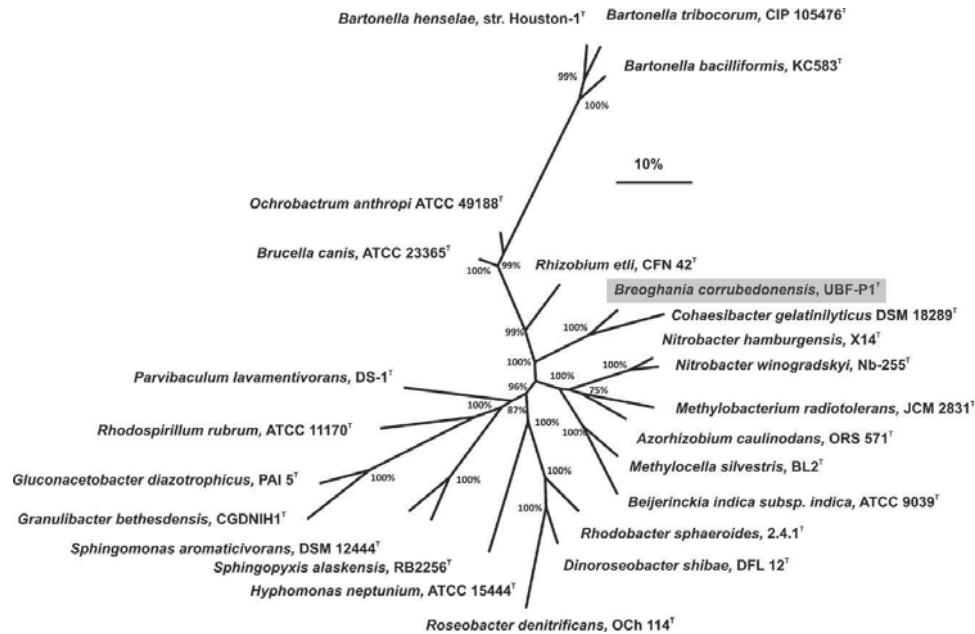 Bartonella henselae, str. Houston-1T
Bartonella tribocorum, CIP 105476T
Bartonella bacilliformis, KC583T
99%
100%
10%
Ochrobactrum anthropi ATCC 49188T
Brucella canis, ATCC 23365T
99%
100%
Rhizobium etli, CFN 42T
Breoghania corrubedonensis, UBF-P1T
Cohaesibacter gelatinilyticus DSM 18289T
99%
100%
Nitrobacter hamburgensis, X14T
100%
100%
Nitrobacter winogradskyi, Nb-255T
100%
Parvibaculum lavamentivorans, DS-1T
96%
75%
100%
87%
Methylobacterium radiotolerans, JCM 2831T
Rhodospirillum rubrum, ATCC 11170T
100%
100%
Azorhizobium caulinodans, ORS 571T
Methylocella silvestris, BL2T
Gluconacetobacter diazotrophicus, PAI 5T
100%
100%
100%
Beijerinckia indica subsp. indica, ATCC 9039T
Granulibacter bethesdensis, CGDNIH1T
100%
Rhodobacter sphaeroides, 2.4.1T
Sphingomonas aromaticivorans, DSM 12444T
Sphingopyxis alaskensis, RB2256T
Dinoroseobacter shibae, DFL 12T
Hyphomonas neptunium, ATCC 15444T
Roseobacter denitrificans, OCh 114T